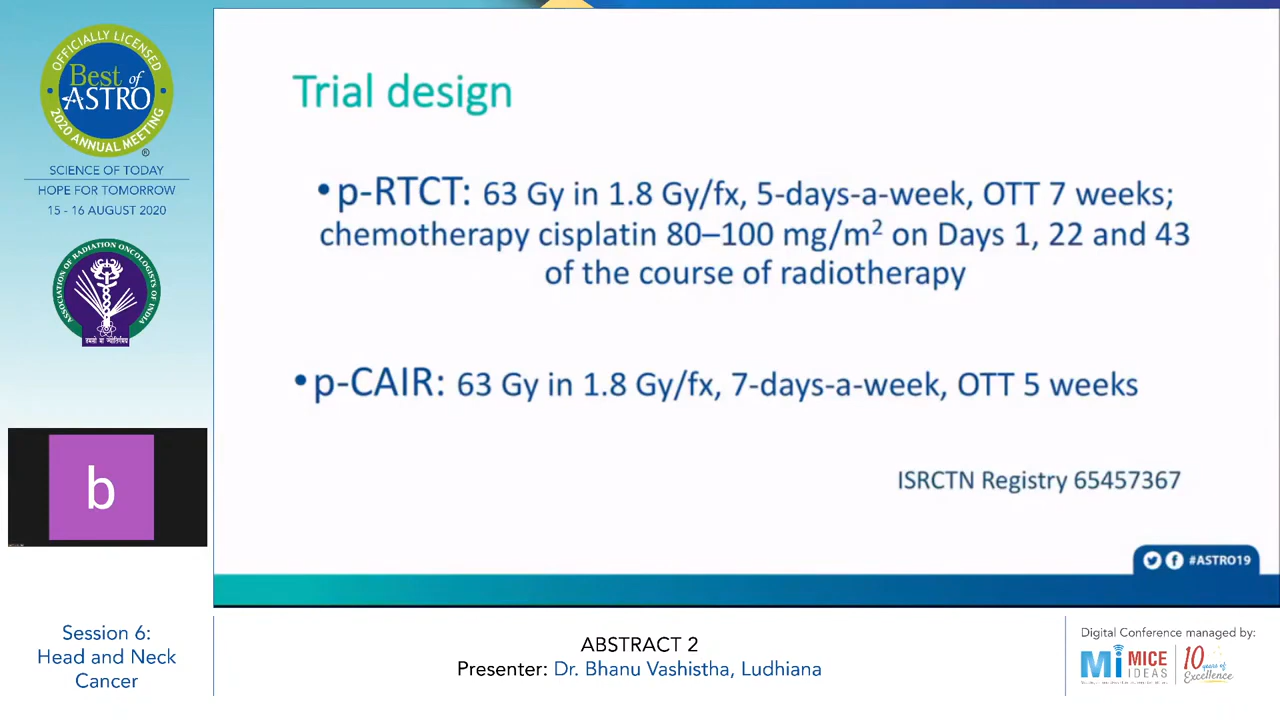 OFFICIALLY LICENSED
Best of
ASTRO
2020 ANNUAL MEETING
®
SCIENCE OF TODAY
HOPE FOR TOMORROW
15 - 16 AUGUST 2020
ASSOCIATION OF RADIATION ONCOLOGISTS OF INDIA
तमसो मा ज्योतिर्गमय
b
Session 6:
Head and Neck
Cancer
Trial design
•p-RTCT: 63 Gy in 1.8 Gy/fx, 5-days-a-week, OTT 7 weeks;
chemotherapy cisplatin 80–100 mg/m² on Days 1, 22 and 43
of the course of radiotherapy
•p-CAIR: 63 Gy in 1.8 Gy/fx, 7-days-a-week, OTT 5 weeks
ISRCTN Registry 65457367
#ASTRO19
ABSTRACT 2
Presenter: Dr. Bhanu Vashistha, Ludhiana
Digital Conference managed by:
Mi MICE
IDEAS
10 years of
Excellence